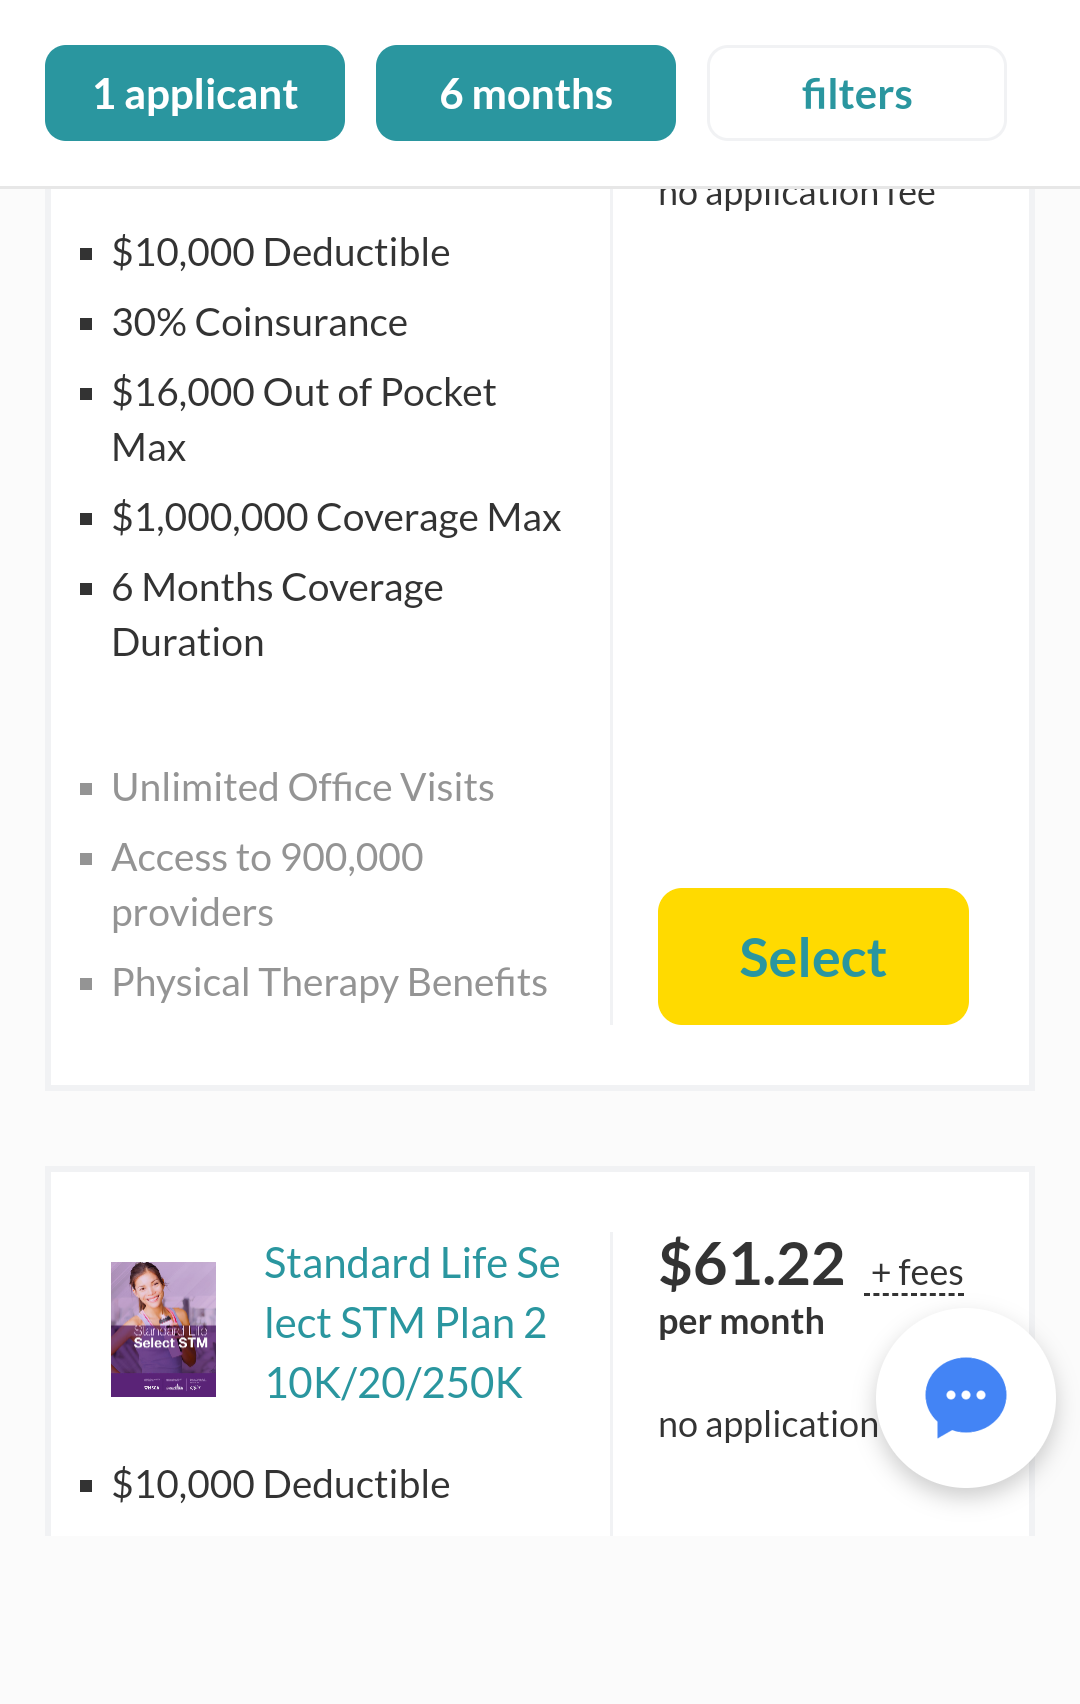 1 applicant
6 months
filters
no application fee
$10,000 Deductible
30% Coinsurance
$16,000 Out of Pocket
Max
$1,000,000 Coverage Max
6 Months Coverage
Duration
Unlimited Office Visits
Access to 900,000
providers
Physical Therapy Benefits
Select
Standard Life
Select STM
Standard Life Se
lect STM Plan 2
10K/20/250K
$61.22 + fees
per month
no application
$10,000 Deductible